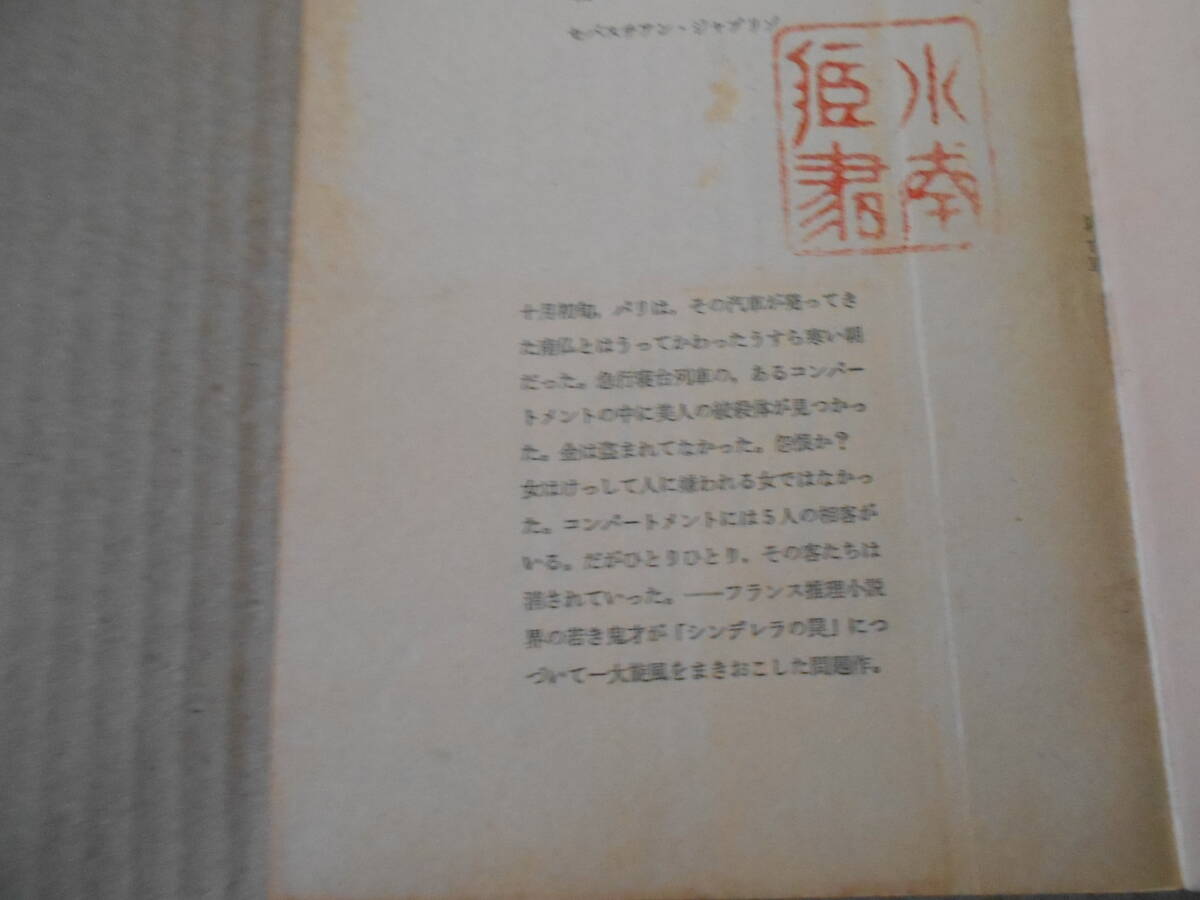 セバスチアン・ジャプリゾ
十月初旬，パリは，その汽車が発ってき
た南仏とはうってかわったうすら寒い朝
だった。急行寝台列車の，あるコンパー
トメントの中に美人の被殺体が見つかっ
た。金は盗まれてなかった。怨恨か？
女はけっして人に嫌われる女ではなかっ
た。コンパートメントには5人の相客が
いる。だがひとりひとり，その客たちは
消されていった。——フランス推理小説
界の若き鬼才が「シンデレラの罠」につ
づいて一大旋風をまきおこした問題作。